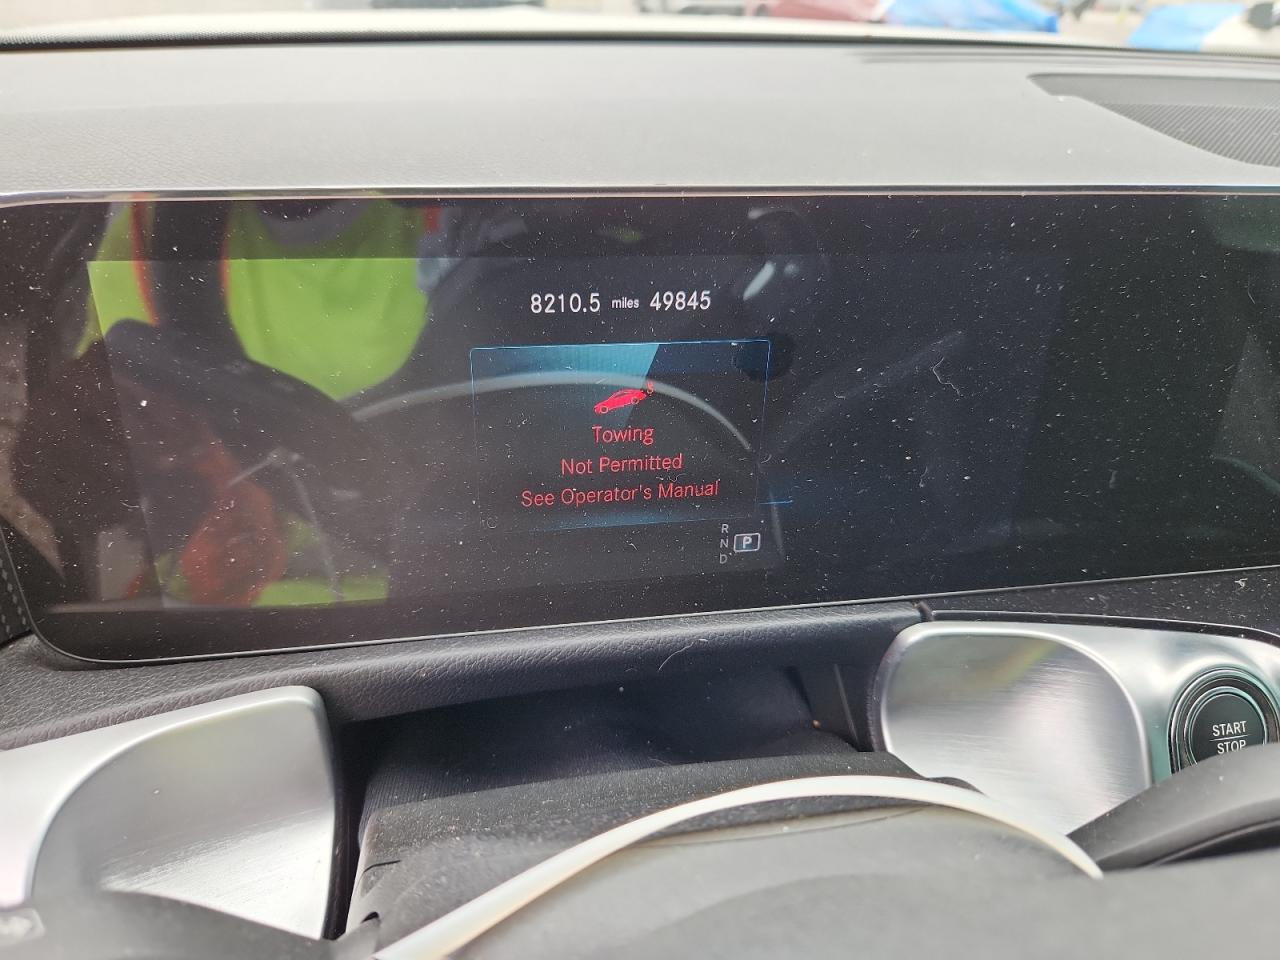 8210.5 miles 49845
Towing
Not Permitted
See Operator's Manual
R
N P
D
START
STOP